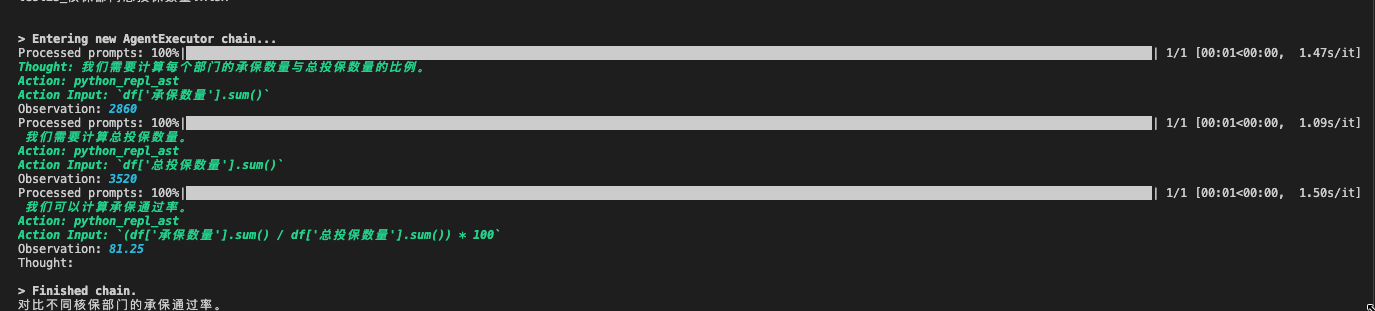 > Entering new AgentExecutor chain...
Processed prompts: 100%| | 1/1 [00:01<00:00, 1.47s/it]
Thought: 我们需要计算每个部门的承保数量与总投保数量的比例。
Action: python_repl_ast
Action Input: `df['承保数量'].sum()`
Observation: 2860
Processed prompts: 100%| | 1/1 [00:01<00:00, 1.09s/it]
我们需要计算总投保数量。
Action: python_repl_ast
Action Input: `df['总投保数量'].sum()`
Observation: 3520
Processed prompts: 100%| | 1/1 [00:01<00:00, 1.50s/it]
我们可以计算承保通过率。
Action: python_repl_ast
Action Input: `(df['承保数量'].sum() / df['总投保数量'].sum()) * 100`
Observation: 81.25
Thought:
> Finished chain.
对比不同核保部门的承保通过率。